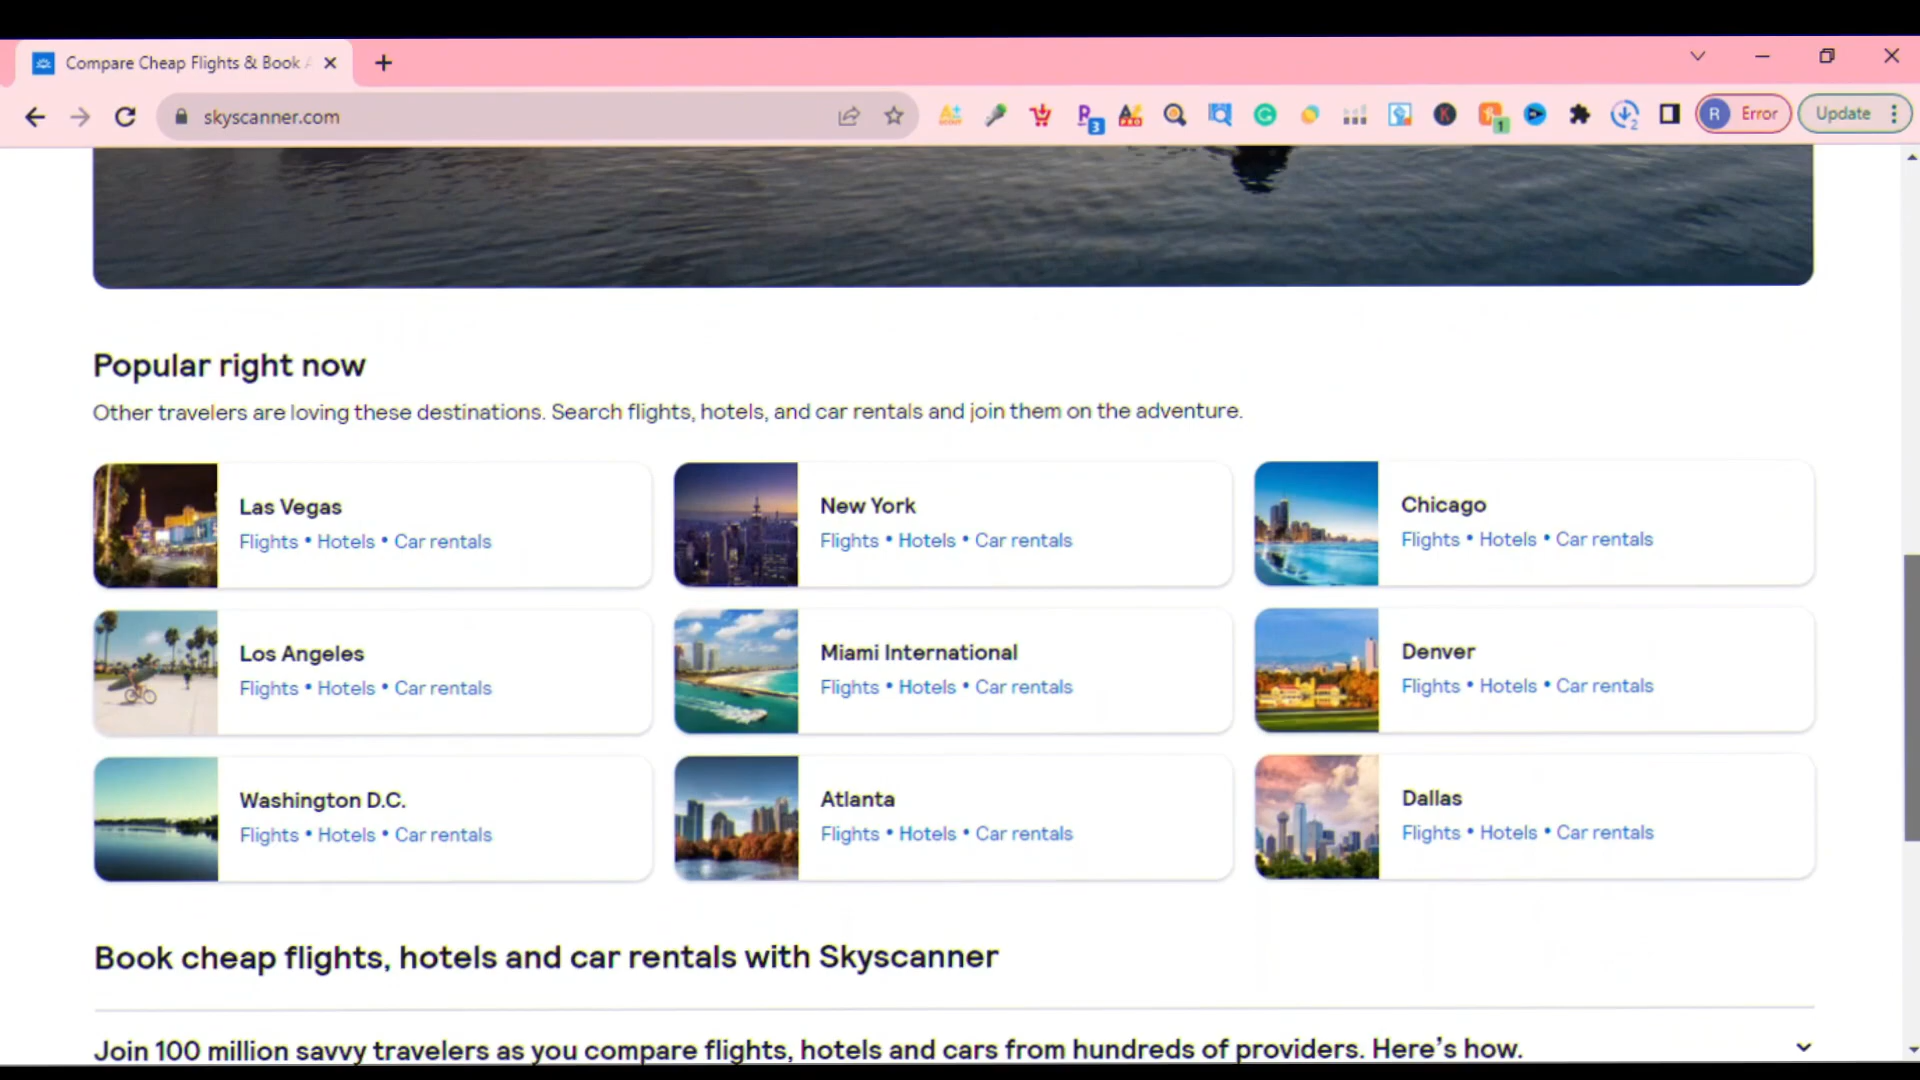 Compare Cheap Flights & Book
skyscanner.com
3
1
2
R Error
Update
Popular right now
Other travelers are loving these destinations. Search flights, hotels, and car rentals and join them on the adventure.
Las Vegas
Flights • Hotels • Car rentals
New York
Flights • Hotels • Car rentals
Chicago
Flights • Hotels • Car rentals
Los Angeles
Flights • Hotels • Car rentals
Miami International
Flights • Hotels • Car rentals
Denver
Flights • Hotels • Car rentals
Washington D.C.
Flights • Hotels • Car rentals
Atlanta
Flights • Hotels • Car rentals
Dallas
Flights • Hotels • Car rentals
Book cheap flights, hotels and car rentals with Skyscanner
Join 100 million savvy travelers as you compare flights, hotels and cars from hundreds of providers. Here's how.